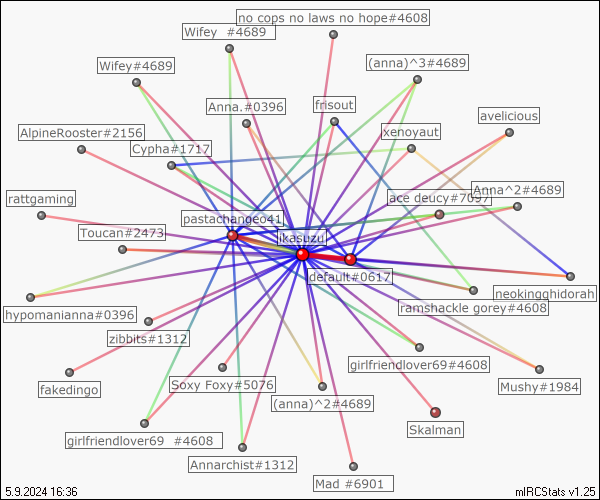 no cops no laws no hope#4608
Wifey  #4689
Wifey#4689
(anna)^3#4689
Anna.#0396
frisout
avelicious
AlpineRooster#2156
xenoyaut
Cypha#1717
rattgaming
ace deucy#7097
Anna^2#4689
pastachangeo41
Toucan#2473
ikasuzu
default#0617
neokingghidorah
hypomanianna#0396
ramshackle gorey#4608
zibbits#1312
girlfriendlover69#4608
fakedingo
Soxy Foxy#5076
Mushy#1984
(anna)^2#4689
Skalman
girlfriendlover69  #4608
Annarchist#1312
Mad #6901
5.9.2024 16:36
mIRCStats v1.25